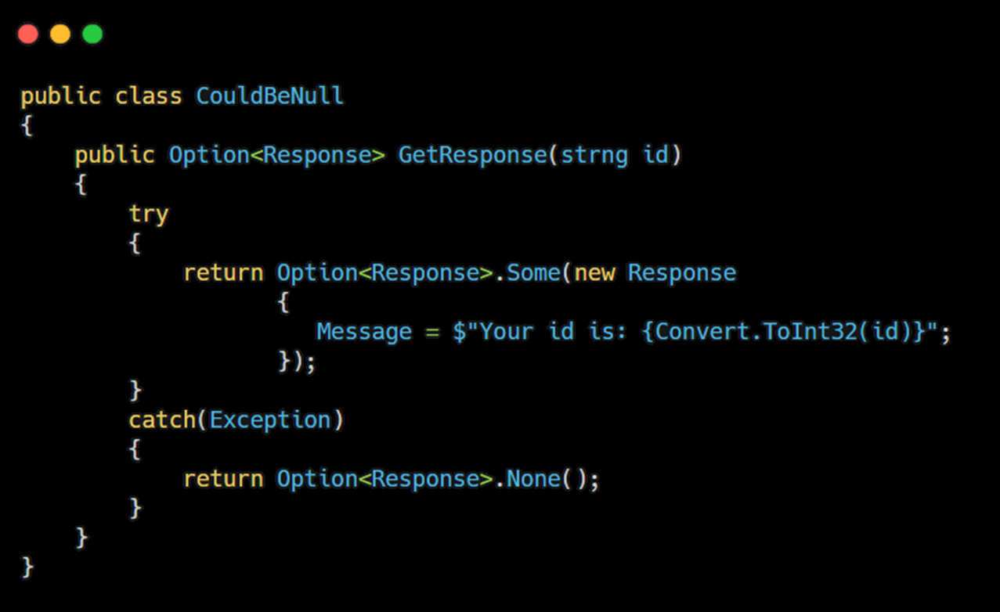 public class CouldBeNull
{
    public Option<Response> GetResponse(strng id)
    {
        try
        {
            return Option<Response>.Some(new Response
                   {
                      Message = $"Your id is: {Convert.ToInt32(id)}";
                   });
        }
        catch(Exception)
        {
            return Option<Response>.None();
        }
    }
}